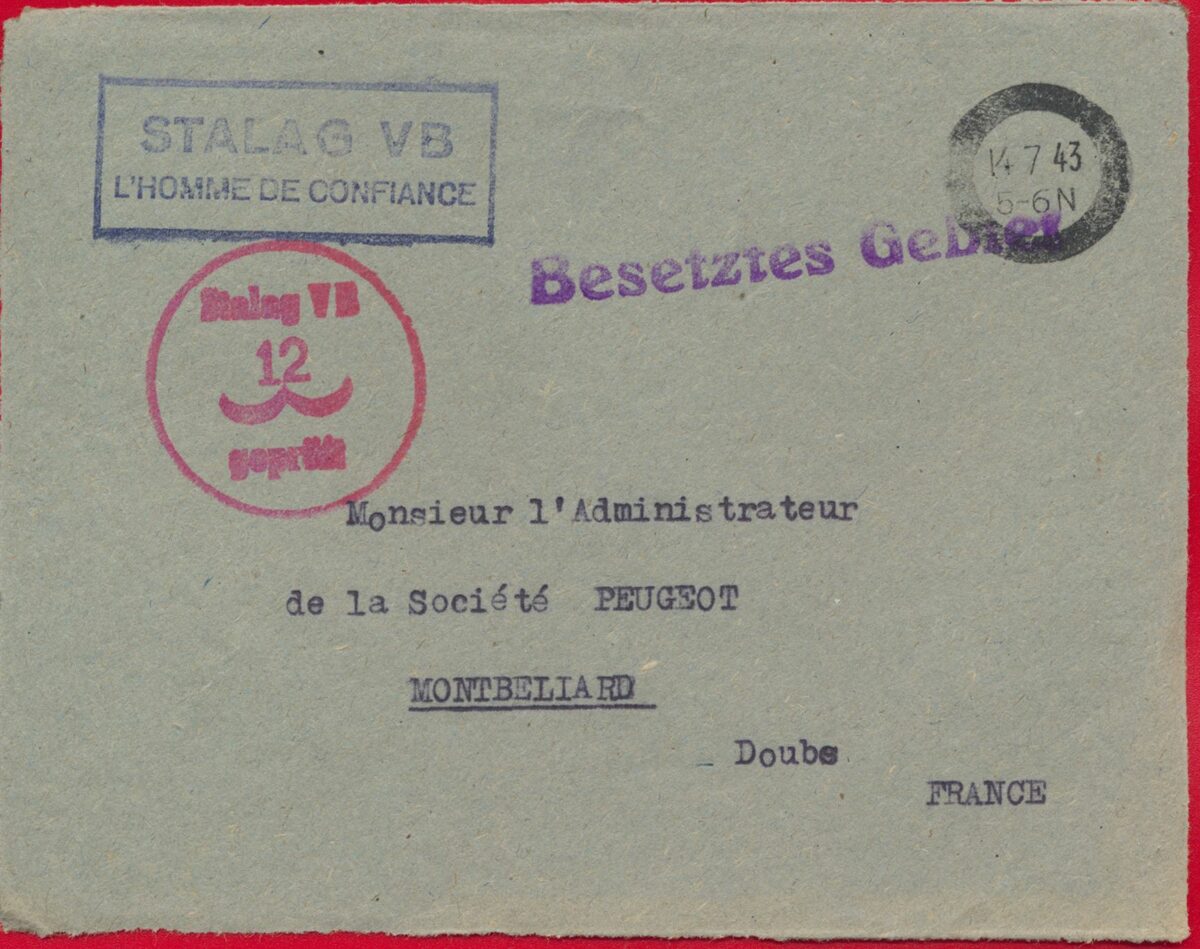 STALAG VB
L'HOMME DE CONFIANCE
14 7 43
5-6 N
Besetztes Gebiet
Stalag VB
12
geprüft
Monsieur l'Administrateur
de la Société PEUGEOT
MONTBELIARD
Doubs
FRANCE